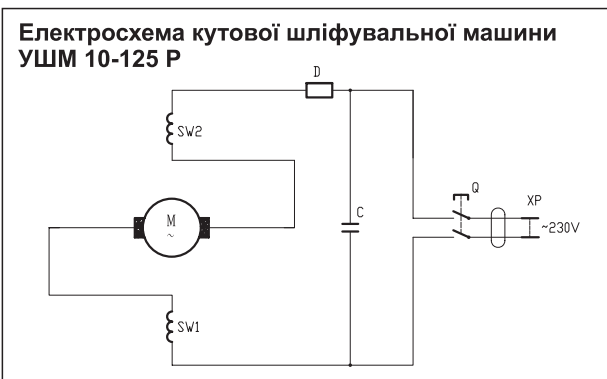 Електросхема кутової шліфувальної машини
УШМ 10-125 Р
D
SW2
Q
XP
M
~
C
~230V
SW1